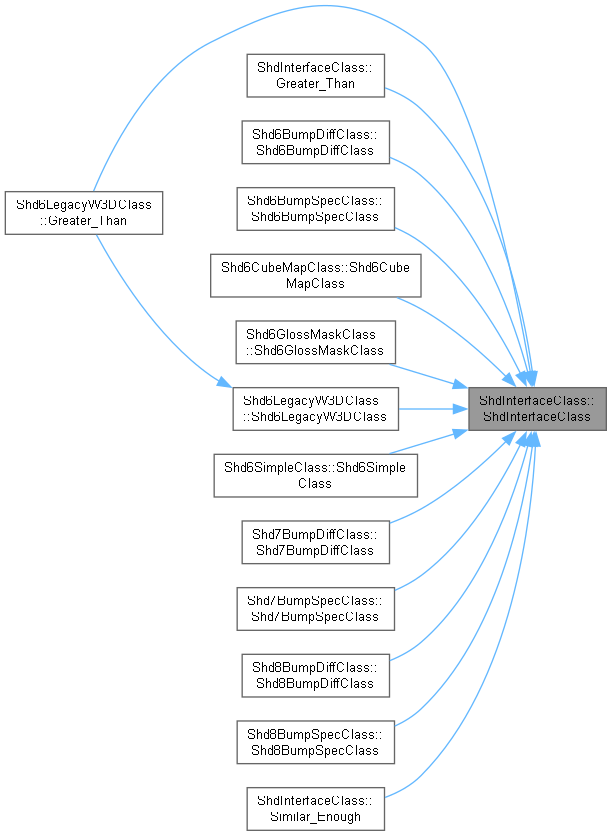 ShdInterfaceClass::
Greater_Than
Shd6BumpDiffClass::
Shd6BumpDiffClass
Shd6BumpSpecClass::
Shd6BumpSpecClass
Shd6LegacyW3DClass
::Greater_Than
Shd6CubeMapClass::Shd6Cube
MapClass
Shd6GlossMaskClass
::Shd6GlossMaskClass
Shd6LegacyW3DClass
::Shd6LegacyW3DClass
ShdInterfaceClass::
ShdInterfaceClass
Shd6SimpleClass::Shd6Simple
Class
Shd7BumpDiffClass::
Shd7BumpDiffClass
Shd7BumpSpecClass::
Shd7BumpSpecClass
Shd8BumpDiffClass::
Shd8BumpDiffClass
Shd8BumpSpecClass::
Shd8BumpSpecClass
ShdInterfaceClass::
Similar_Enough